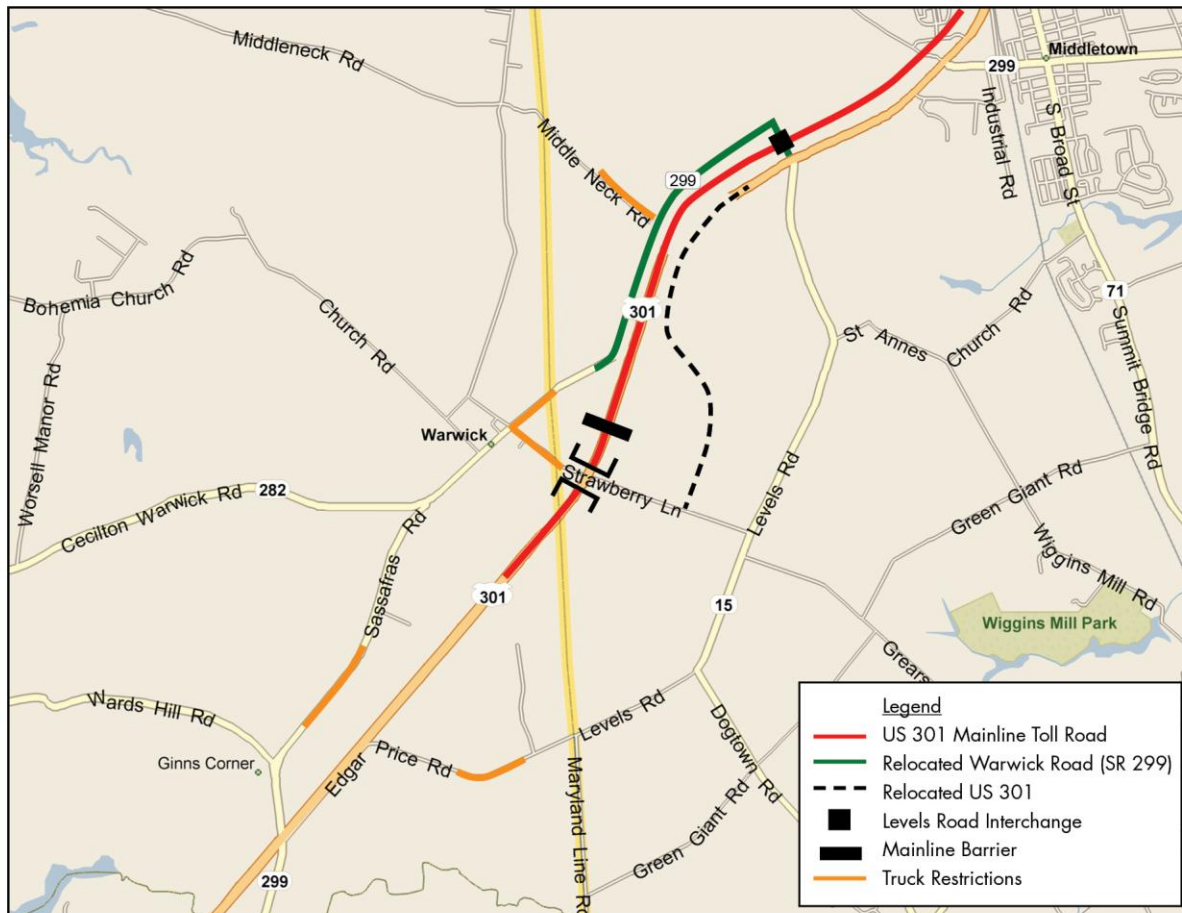 Middleneck Rd
299
Middletown
Industrial Rd
S Broad St
Middle Neck Rd
299
Bohemia Church Rd
Church Rd
301
St Annes Church Rd
71
Summit Bridge Rd
Worsell Manor Rd
Warwick
Strawberry Ln
Levels Rd
Green Giant Rd
282
Cecilton Warwick Rd
Sassafras Rd
Wiggins Mill Rd
301
15
Wiggins Mill Park
Grears
Wards Hill Rd
Levels Rd
Ginns Corner
Edgar Price Rd
Dogtown Rd
Maryland Line Rd
Green Giant Rd
299
Legend
US 301 Mainline Toll Road
Relocated Warwick Road (SR 299)
Relocated US 301
Levels Road Interchange
Mainline Barrier
Truck Restrictions